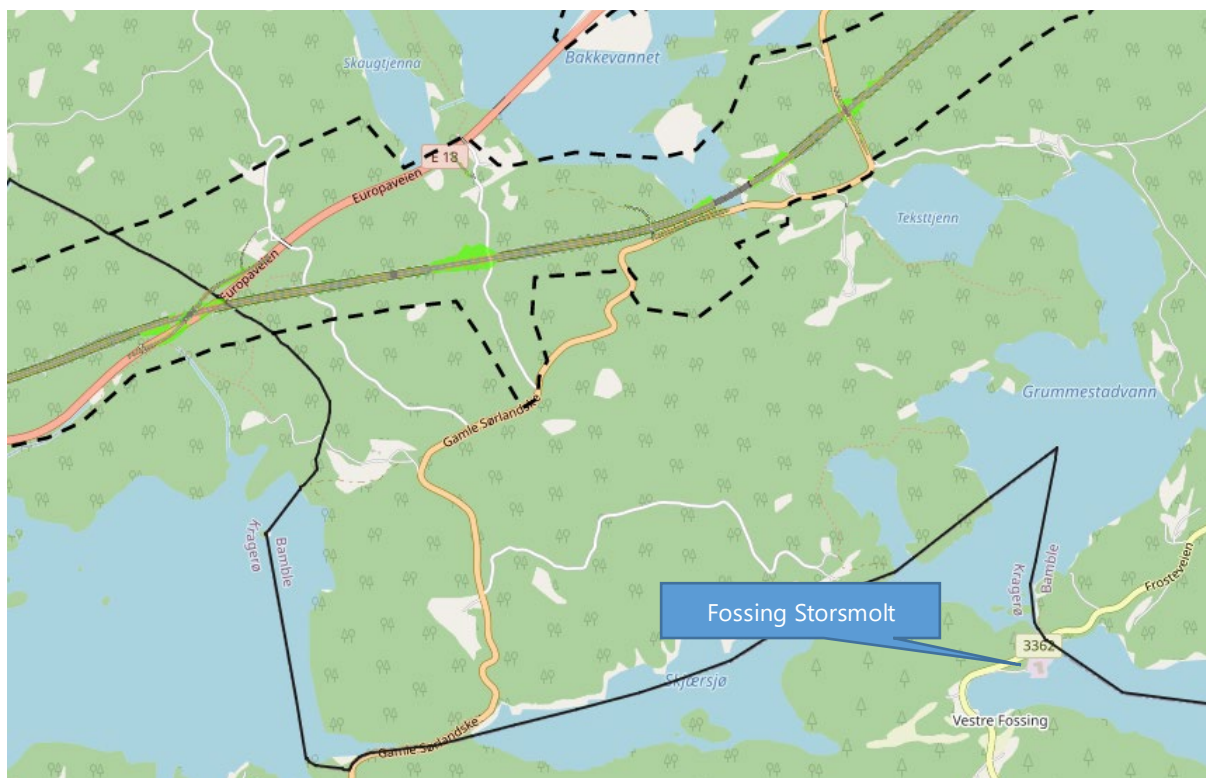 Skaugtjenna
Bakkevannet
E 18
Europaveien
Europaveien
Teksttjenn
Grummestadvann
Gamle Sørlandske
Kragerø
Bamble
Kragerø
Bamble
Frosteveien
Fossing Storsmolt
3362
Skjærsjø
Vestre Fossing
Gamle Sørlandske